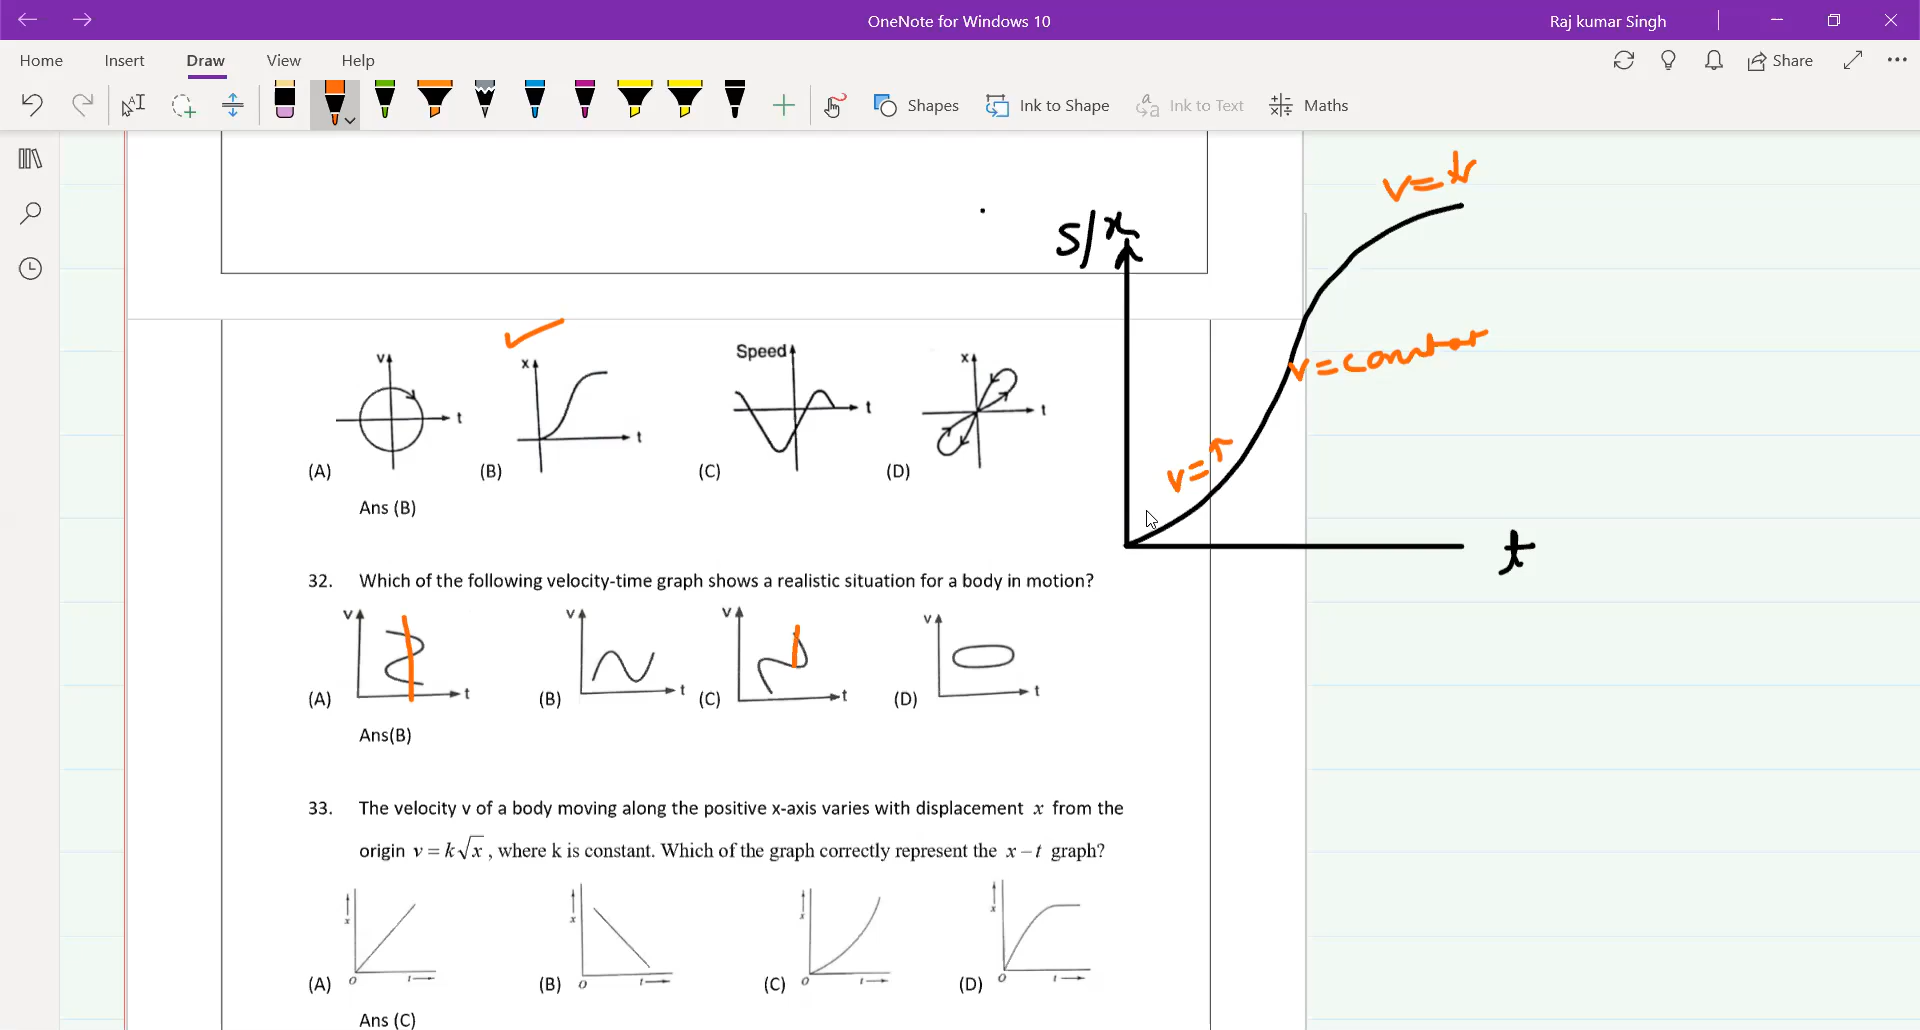 OneNote for Windows 10
Raj kumar Singh
Home Insert Draw View Help
Share
Shapes Ink to Shape Ink to Text Maths
v=↓
S/x
v=constant
v=↑
t
v t
x t
Speed t
x t
(A) (B) (C) (D)
Ans (B)
32. Which of the following velocity-time graph shows a realistic situation for a body in motion?
v v v v
t t t t
(A) (B) (C) (D)
Ans(B)
33. The velocity v of a body moving along the positive x-axis varies with displacement x from the
origin v = k√x , where k is constant. Which of the graph correctly represent the x – t graph?
x x x x
O t O t O t O t
(A) (B) (C) (D)
Ans (C)